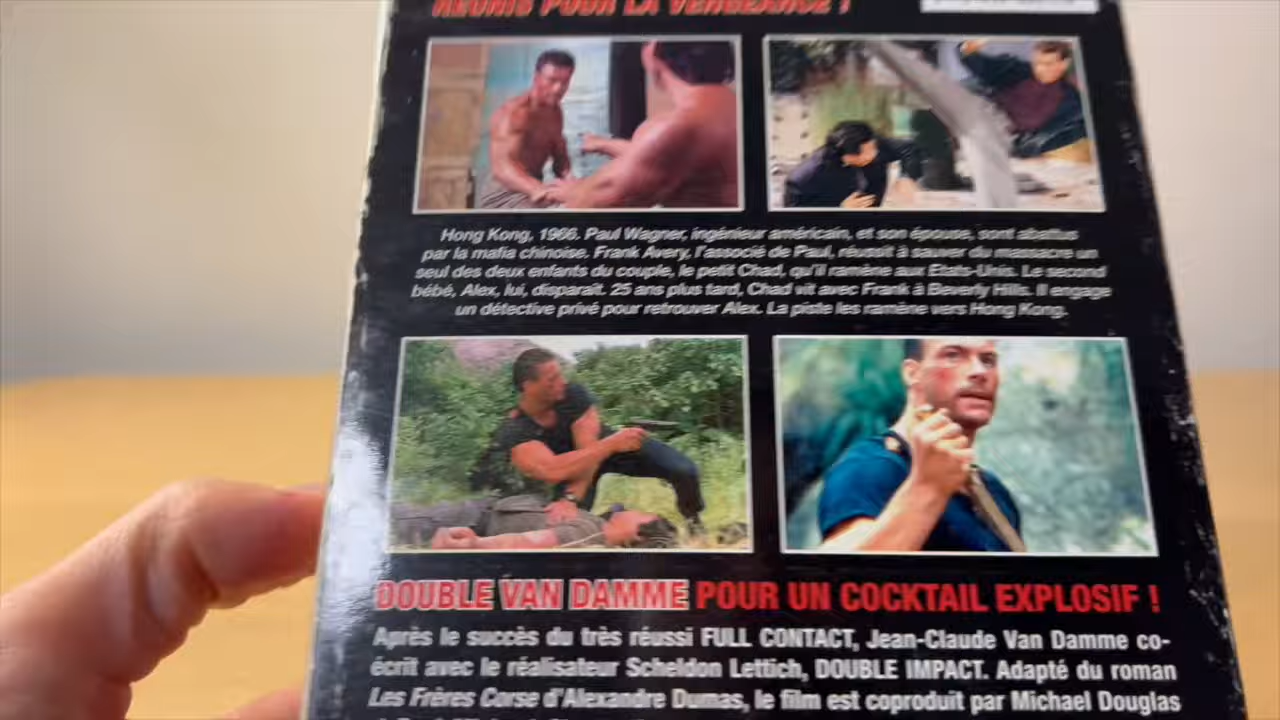 RÉUNIS POUR LA VENGEANCE !
Hong Kong, 1966. Paul Wagner, ingénieur américain, et son épouse, sont abattus
par la mafia chinoise. Frank Avery, l'associé de Paul, réussit à sauver du massacre un
seul des deux enfants du couple, le petit Chad, qu'il ramène aux Etats-Unis. Le second
bébé, Alex, lui, disparaît. 25 ans plus tard, Chad vit avec Frank à Beverly Hills. Il engage
un détective privé pour retrouver Alex. La piste les ramène vers Hong Kong.
DOUBLE VAN DAMME POUR UN COCKTAIL EXPLOSIF !
Après le succès du très réussi FULL CONTACT, Jean-Claude Van Damme co-
écrit avec le réalisateur Scheldon Lettich, DOUBLE IMPACT. Adapté du roman
Les Frères Corse d'Alexandre Dumas, le film est coproduit par Michael Douglas